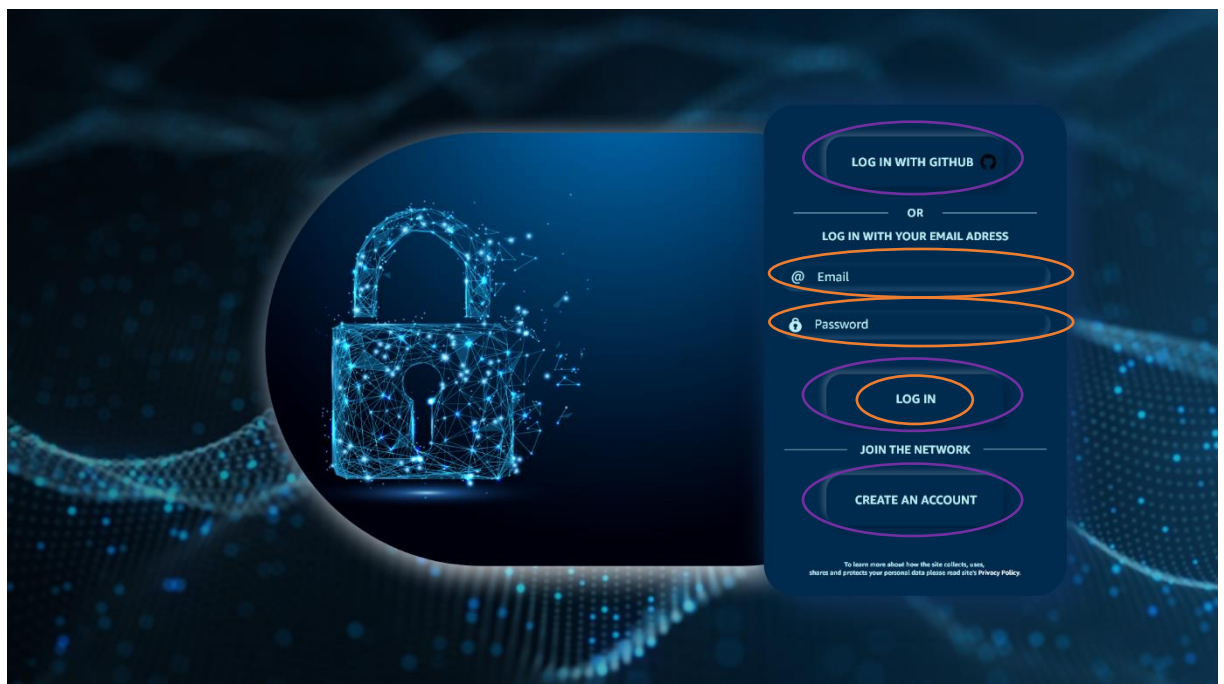 LOG IN WITH GITHUB
OR
LOG IN WITH YOUR EMAIL ADRESS
@ Email
Password
LOG IN
JOIN THE NETWORK
CREATE AN ACCOUNT
To learn more about how the site collects, uses,
shares and protects your personal data please read site's Privacy Policy.